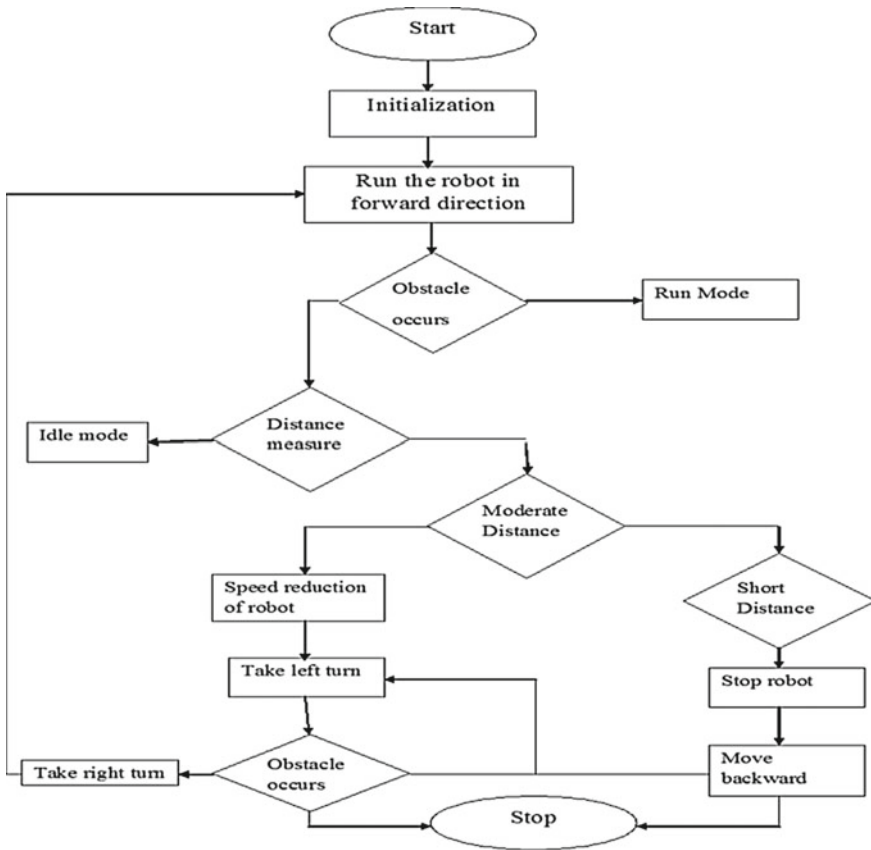 Start
Initialization
Run the robot in
forward direction
Obstacle
occurs
Run Mode
Distance
measure
Idle mode
Moderate
Distance
Speed reduction
of robot
Short
Distance
Take left turn
Stop robot
Obstacle
occurs
Take right turn
Move
backward
Stop